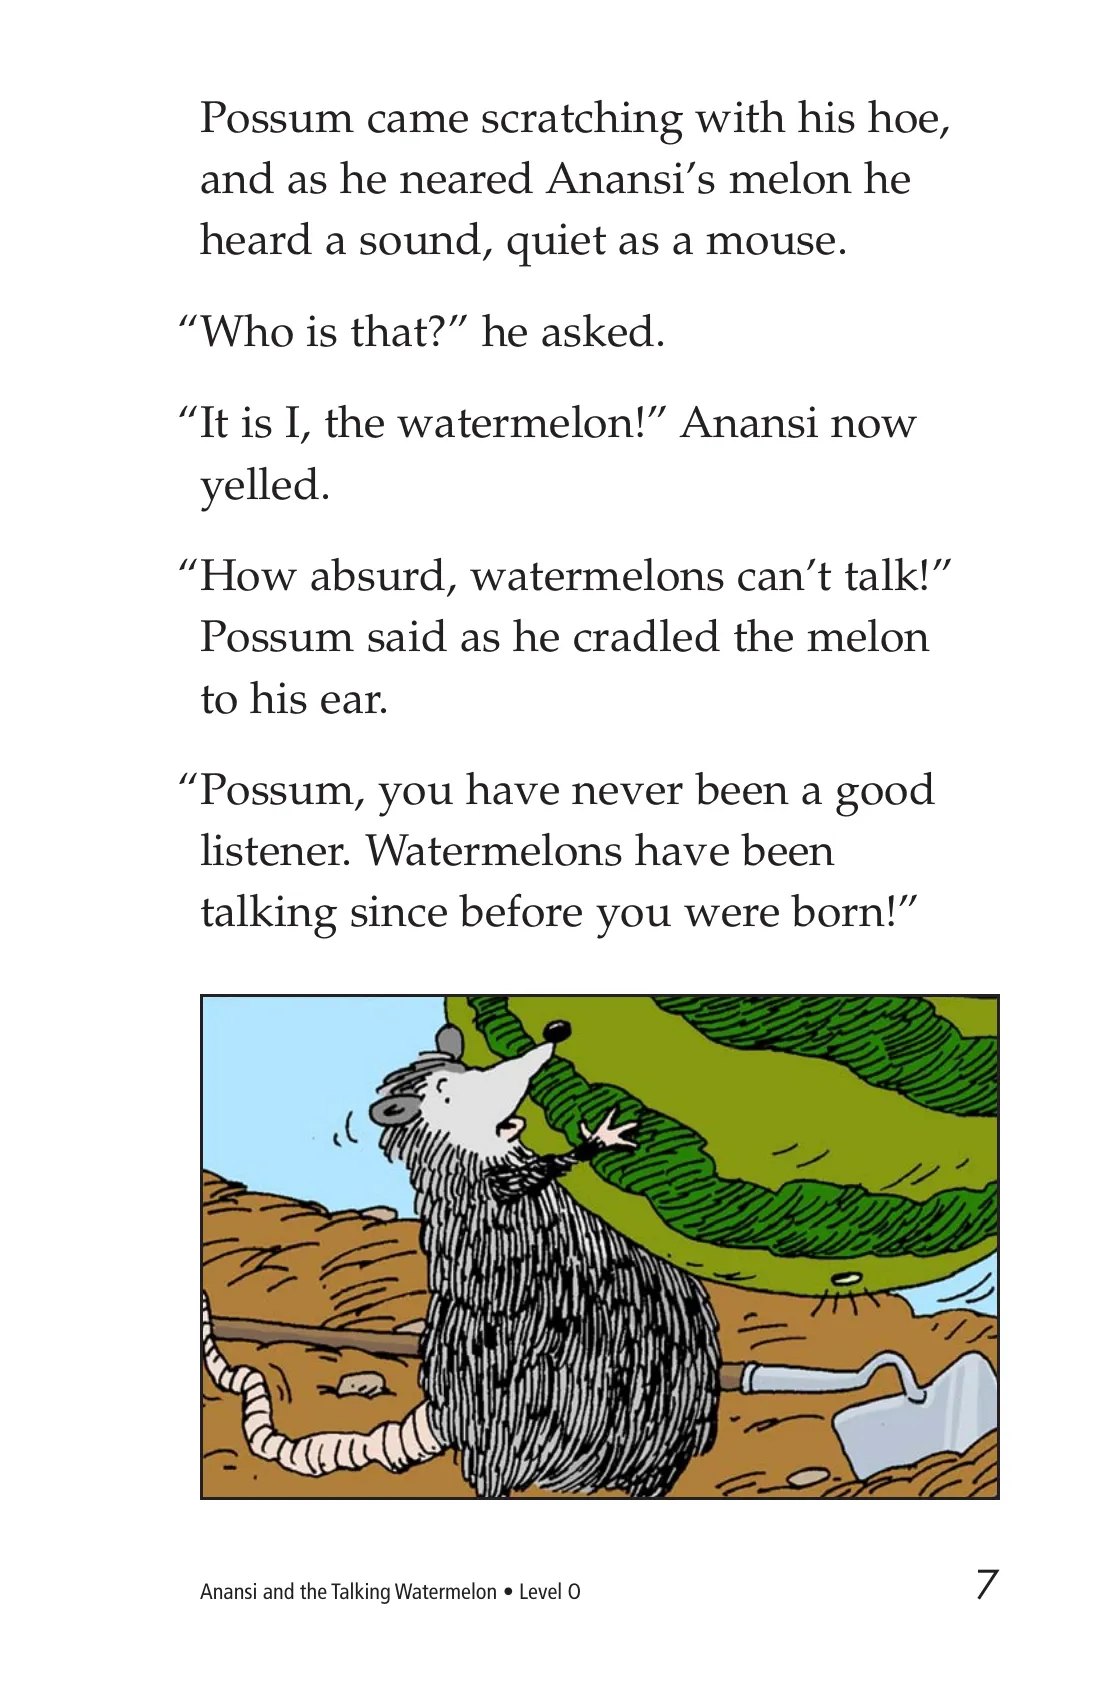 Possum came scratching with his hoe,
and as he neared Anansi’s melon he
heard a sound, quiet as a mouse.
“Who is that?” he asked.
“It is I, the watermelon!” Anansi now
yelled.
“How absurd, watermelons can’t talk!”
Possum said as he cradled the melon
to his ear.
“Possum, you have never been a good
listener. Watermelons have been
talking since before you were born!”
Anansi and the Talking Watermelon • Level O
7